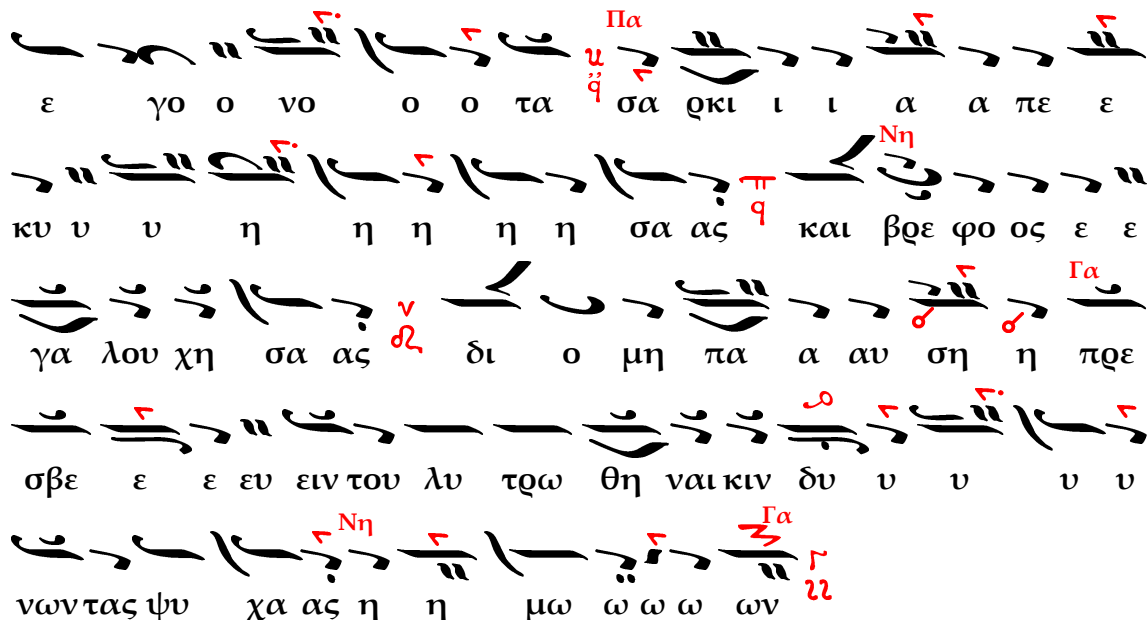 Πα
ε γο ο νο ο ο τα σα ρκι ι ι α α πε ε
Νη
κυ υ υ η η η η η σα ας και βρε φο ος ε ε
Γα
γα λου χη σα ας δι ο μη πα α αυ ση η πρε
σβε ε ε ευ ειν του λυ τρω θη ναι κιν δυ υ υ υ υ
Νη Γα
νων τας ψυ χα ας η η μω ω ω ω ων